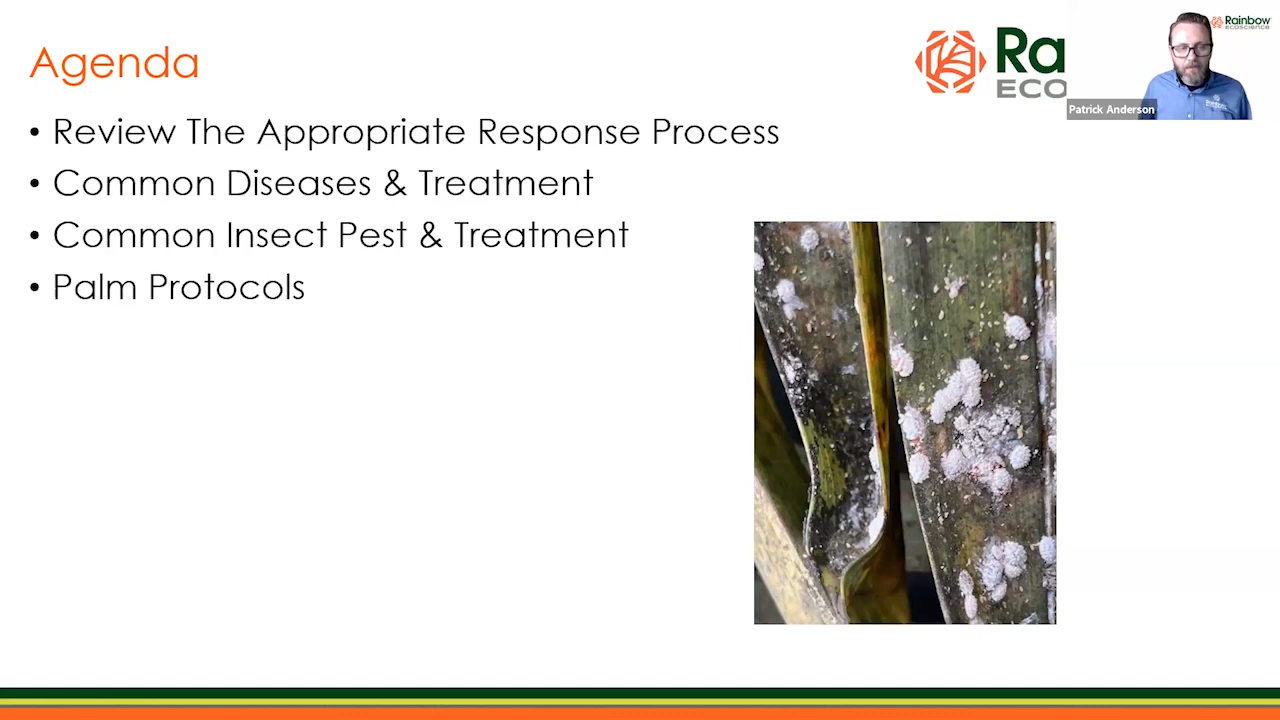 Agenda
Ra
ECO
Rainbow
ecoscience
Patrick Anderson
• Review The Appropriate Response Process
• Common Diseases & Treatment
• Common Insect Pest & Treatment
• Palm Protocols